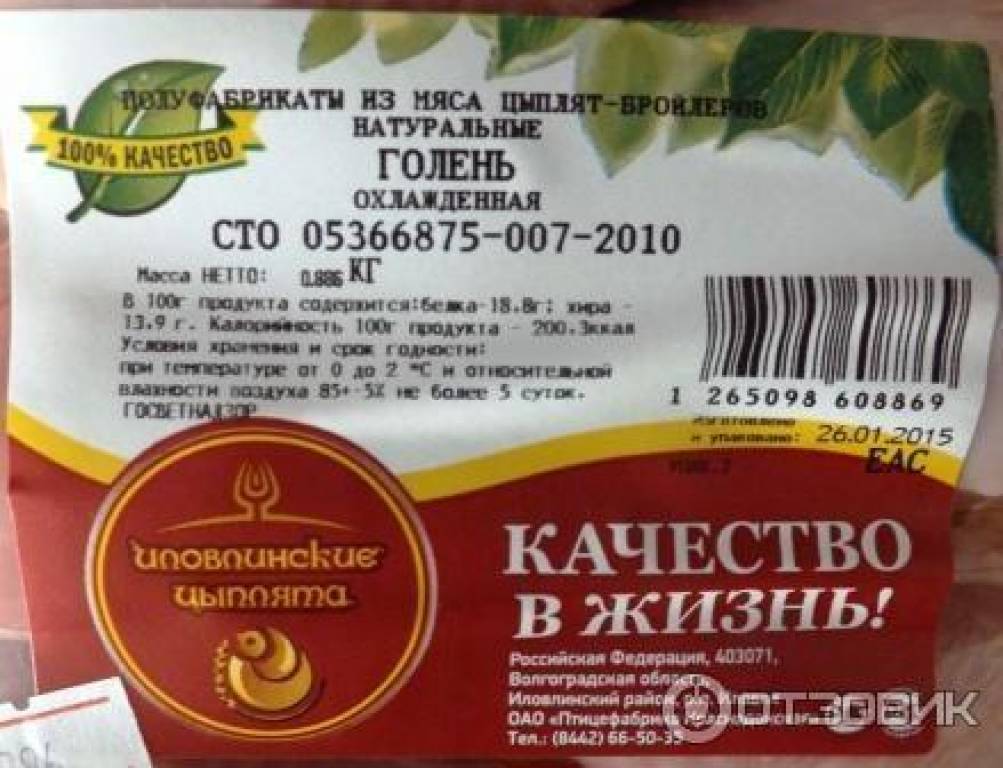 ПОЛУФАБРИКАТЫ ИЗ МЯСА ЦЫПЛЯТ-БРОЙЛЕРОВ
НАТУРАЛЬНЫЕ
100% КАЧЕСТВО
ГОЛЕНЬ
ОХЛАЖДЕННАЯ
СТО 05366875-007-2010
Масса НЕТТО: 0.886 КГ
В 100г продукта содержится:белка-18.8г; жира -
13.9 г. Калорийность 100г продукта - 200.3ккал
Условия хранения и срок годности:
при температуре от 0 до 2 °С и относительной
влажности воздуха 85+-5% не более 5 суток.
ГОСВЕТНАДЗОР
1 265098 608869
Изготовлено
и упаковано: 26.01.2015
ЕАС
иловлинские
цыплята
КАЧЕСТВО
В ЖИЗНЬ!
Российская Федерация, 403071,
Волгоградская область,
Иловлинский район,
ОАО «Птицефабрика Краснодонская»
Тел.: (8442) 66-50-35
ОТЗОВИК